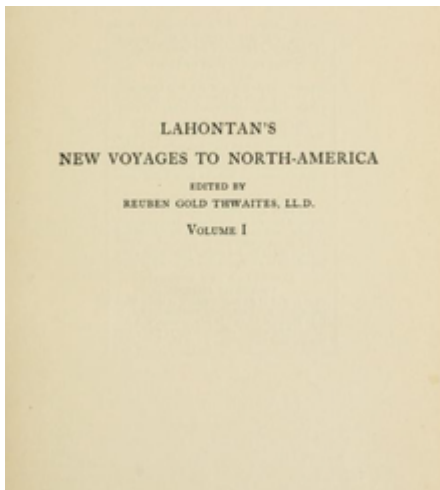 LAHONTAN'S
NEW VOYAGES TO NORTH-AMERICA
EDITED BY
REUBEN GOLD THWAITES, LL.D.
VOLUME I